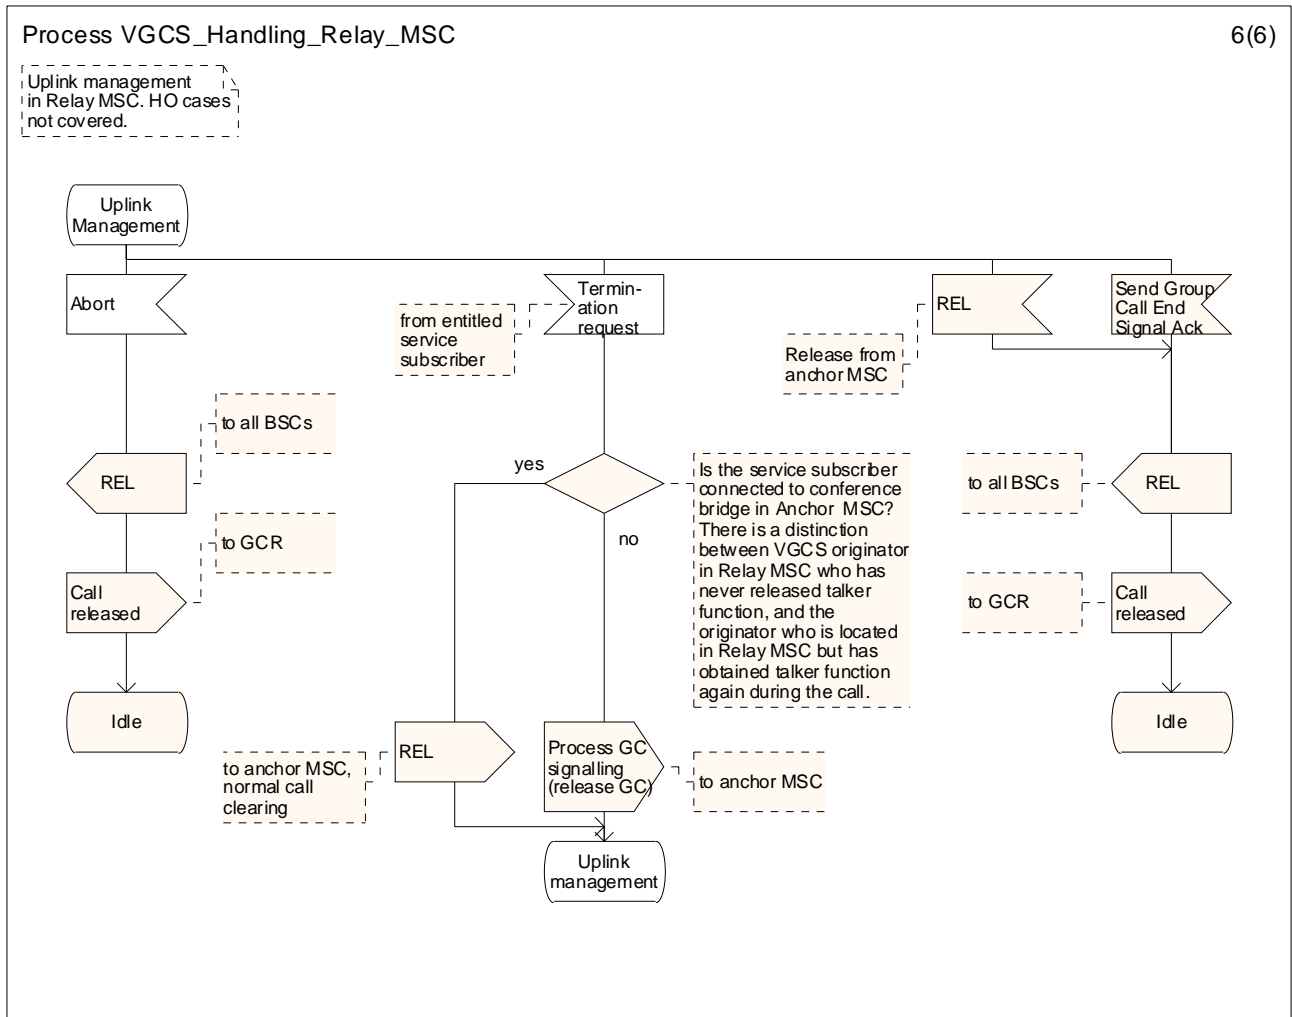 Process VGCS_Handling_Relay_MSC
6(6)
Uplink management
in Relay MSC. HO cases
not covered.
Uplink
Management
Abort
Termin-
ation
request
from entitled
service
subscriber
REL
Send Group
Call End
Signal Ack
Release from
anchor MSC
to all BSCs
REL
yes
no
Is the service subscriber
connected to conference
bridge in Anchor MSC?
There is a distinction
between VGCS originator
in Relay MSC who has
never released talker
function, and the
originator who is located
in Relay MSC but has
obtained talker function
again during the call.
to all BSCs
REL
to GCR
Call
released
to GCR
Call
released
Idle
Idle
REL
to anchor MSC,
normal call
clearing
Process GC
signalling
(release GC)
to anchor MSC
Uplink
management